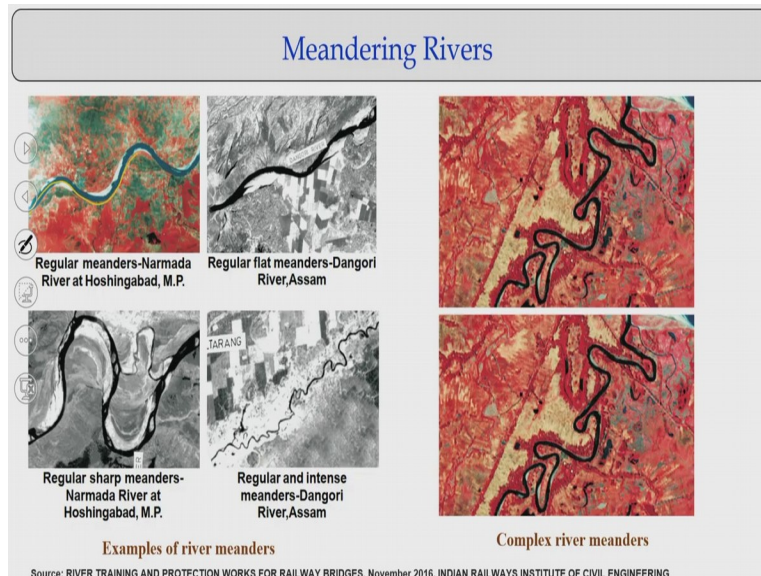 Meandering Rivers
Regular meanders-Narmada
River at Hoshingabad, M.P.
Regular flat meanders-Dangori
River,Assam
TARANG
Regular sharp meanders-
Narmada River at
Hoshingabad, M.P.
Regular and intense
meanders-Dangori
River,Assam
Examples of river meanders
Complex river meanders
Source: RIVER TRAINING AND PROTECTION WORKS FOR RAILWAY BRIDGES, November 2016, INDIAN RAILWAYS INSTITUTE OF CIVIL ENGINEERING